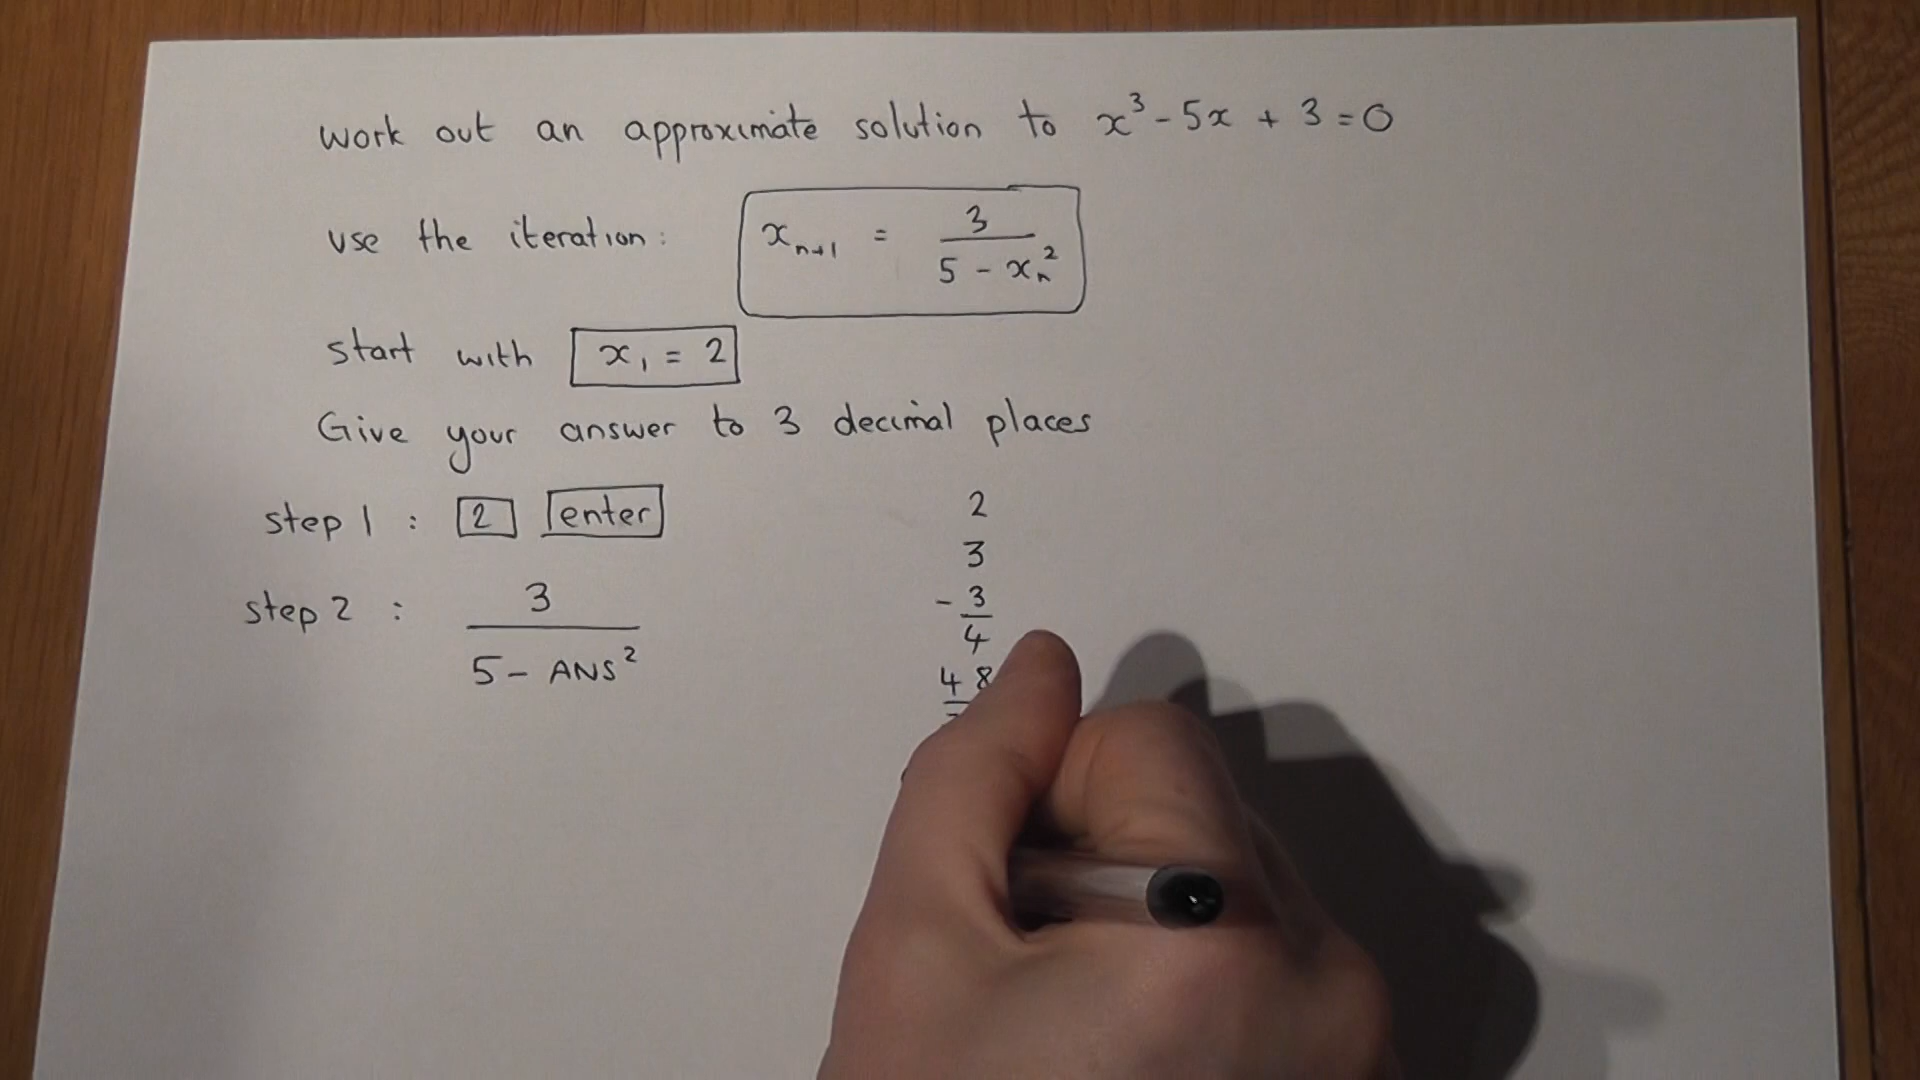 work out an approximate solution to x³ - 5x + 3 = 0
use the iteration: xₙ₊₁ = 3 / (5 - xₙ²)
start with x₁ = 2
Give your answer to 3 decimal places
step 1 : 2 enter
2
3
- 3/4
48
step 2 : 3 / (5 - ANS²)